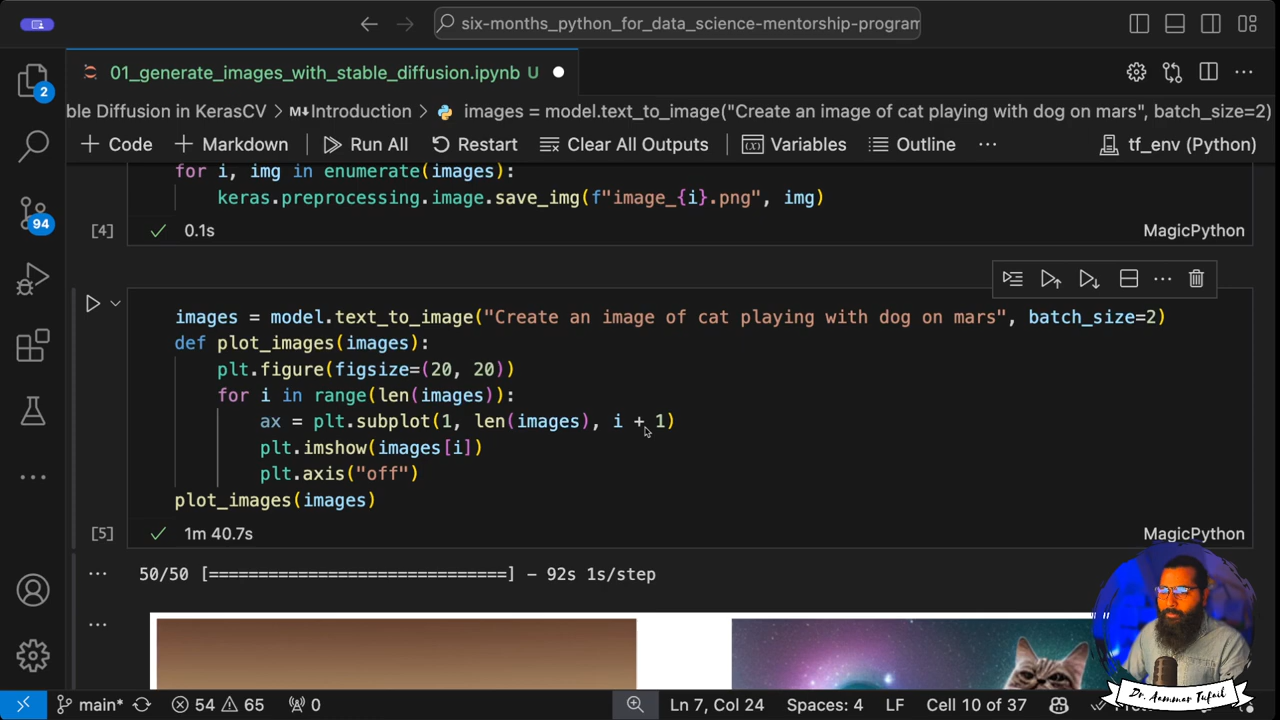 six-months_python_for_data_science-mentorship-program
01_generate_images_with_stable_diffusion.ipynb U
ble Diffusion in KerasCV > M↓Introduction > images = model.text_to_image("Create an image of cat playing with dog on mars", batch_size=2)
+ Code + Markdown Run All Restart Clear All Outputs Variables Outline ... tf_env (Python)
for i, img in enumerate(images):
keras.preprocessing.image.save_img(f"image_{i}.png", img)
[4] 0.1s MagicPython
images = model.text_to_image("Create an image of cat playing with dog on mars", batch_size=2)
def plot_images(images):
plt.figure(figsize=(20, 20))
for i in range(len(images)):
ax = plt.subplot(1, len(images), i + 1)
plt.imshow(images[i])
plt.axis("off")
plot_images(images)
[5] 1m 40.7s MagicPython
... 50/50 [==============================] - 92s 1s/step
...
2
94
Dr. Aammar Tufail
main* 54 65 0 Ln 7, Col 24 Spaces: 4 LF Cell 10 of 37